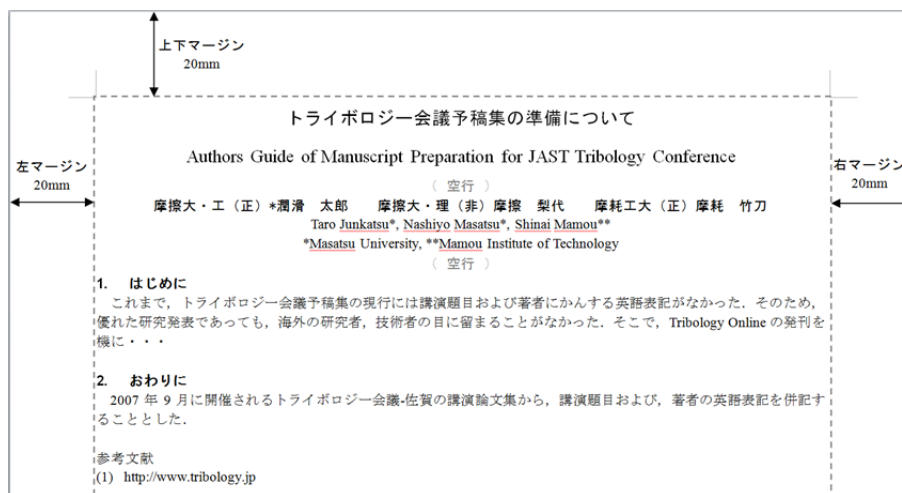 上下マージン
20mm
トライボロジー会議予稿集の準備について
Authors Guide of Manuscript Preparation for JAST Tribology Conference
左マージン
20mm
右マージン
20mm
（ 空行 ）
摩擦大・工（正）*潤滑　太郎　　摩擦大・理（非）摩擦　梨代　　摩耗工大（正）摩耗　竹刀
Taro Junkatsu*, Nashiyo Masatsu*, Shinai Mamou**
*Masatsu University, **Mamou Institute of Technology
（ 空行 ）
1.　はじめに
これまで，トライボロジー会議予稿集の現行には講演題目および著者にかんする英語表記がなかった．そのため，
優れた研究発表であっても，海外の研究者，技術者の目に留まることがなかった．そこで，Tribology Online の発刊を
機に・・・
2.　おわりに
2007 年 9 月に開催されるトライボロジー会議-佐賀の講演論文集から，講演題目および，著者の英語表記を併記す
ることとした．
参考文献
(1) http://www.tribology.jp